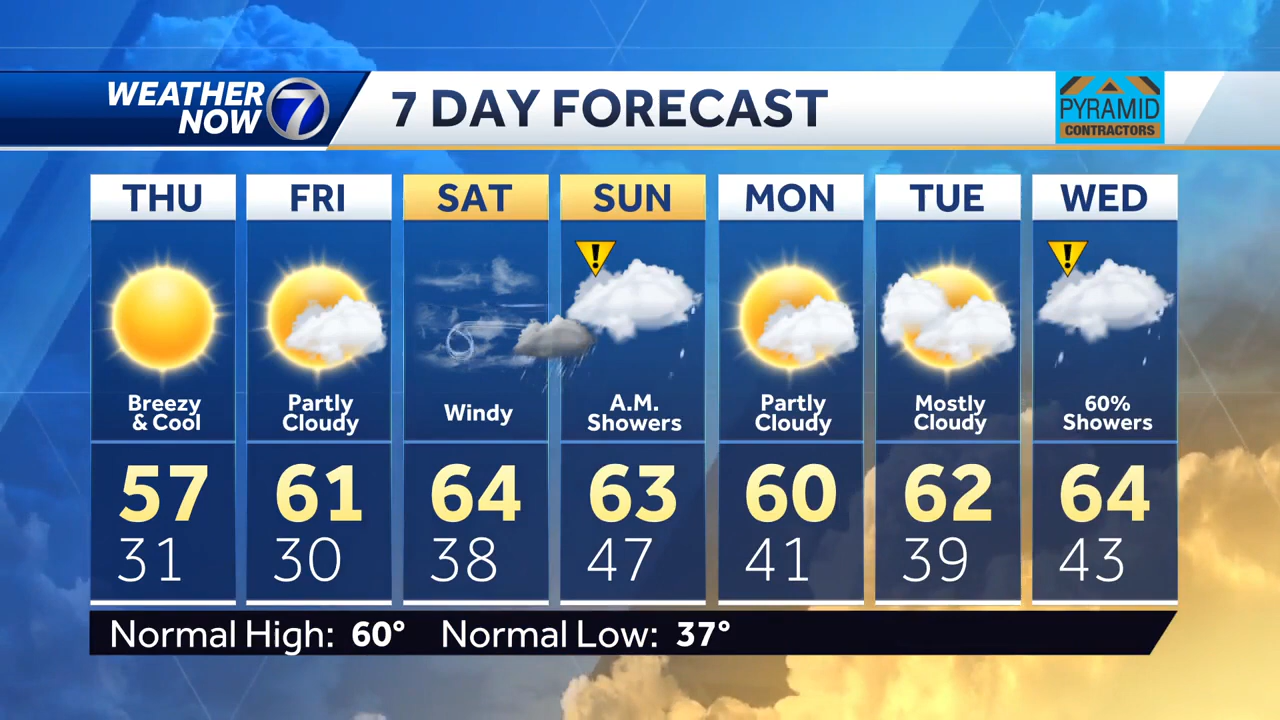 WEATHER
NOW
7
7 DAY FORECAST
PYRAMID
CONTRACTORS
THU
FRI
SAT
SUN
MON
TUE
WED
!
!
Breezy
& Cool
Partly
Cloudy
Windy
A.M.
Showers
Partly
Cloudy
Mostly
Cloudy
60%
Showers
57
61
64
63
60
62
64
31
30
38
47
41
39
43
Normal High: 60° Normal Low: 37°